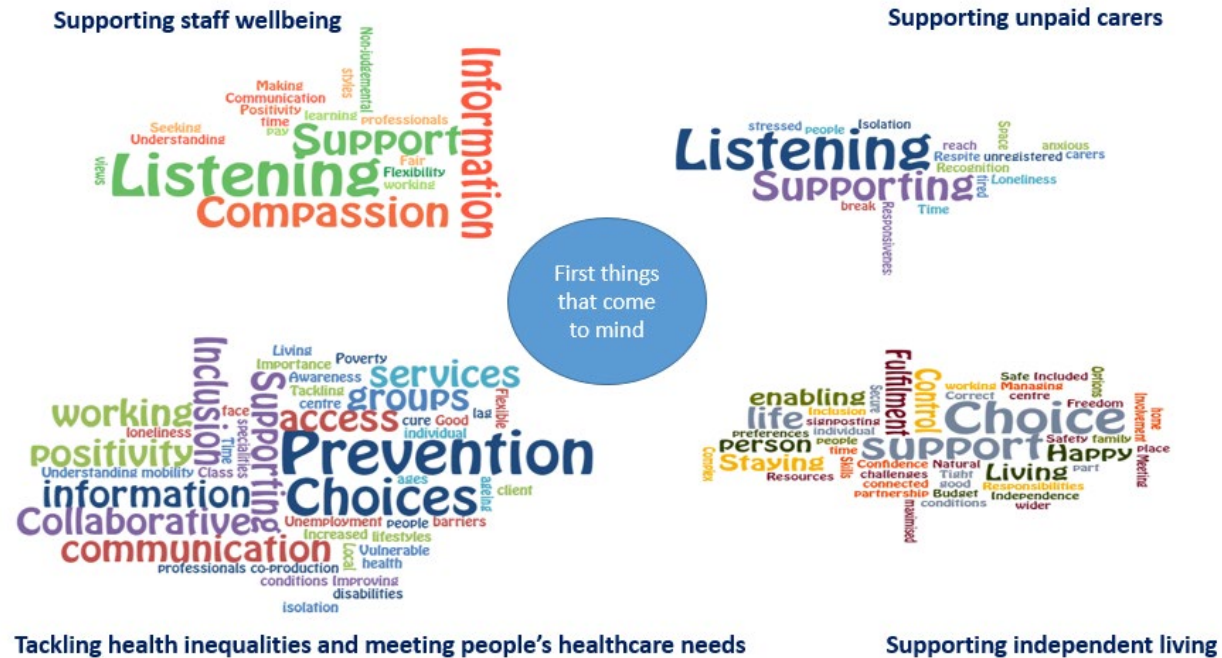 Supporting staff wellbeing
Non-judgemental
styles
Information
Making
Communication
Positivity
time
learning
professionals
pay
Seeking
Understanding
Support
views
Listening
Fair
Flexibility
working
Compassion
Supporting unpaid carers
stressed people Isolation
Space
Listening
reach
anxious
Respite unregistered carers
Recognition
Supporting
tired
Loneliness
break
Responsiveness
Time
First things
that come
to mind
Inclusion
Living
Importance
Poverty
Awareness
services
Supporting
Tackling
centre
groups
Flexible
working
face
access
cure Good
lag
loneliness
Time
specialities
individual
positivity
Prevention
Understanding mobility Class
ages
information
Choices
ageing
client
Collaborative
Unemployment people barriers
communication
Increased lifestyles
Local
Vulnerable
professionals co-production
health
conditions Improving
disabilities
isolation
Tackling health inequalities and meeting people's healthcare needs
Fulfilment
Control
working
Safe Included
Managing
Options
enabling
Secure
Correct
centre
Freedom
home
life
Inclusion
signposting
Choice
Involvement
preferences individual
person
people
time
support
Safety family
place
Happy
Complex
Staying
Skills
Confidence Natural
Living
part
Meeting
Resources
challenges
Tight
connected
good
Responsibilities
partnership Budget
Independence
maximised
conditions
wider
Supporting independent living